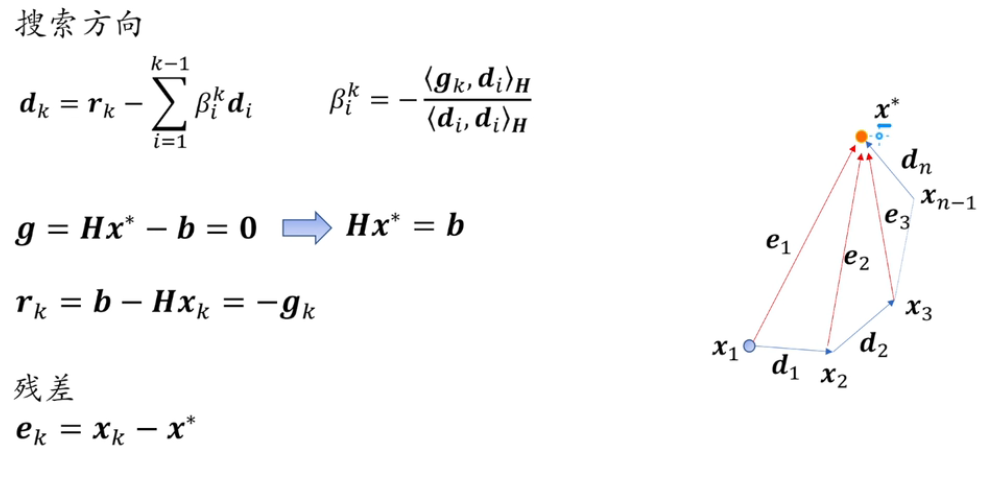 搜索方向
d_k = r_k − ∑_{i=1}^{k−1} β_i^k d_i
β_i^k = − ⟨g_k, d_i⟩_H / ⟨d_i, d_i⟩_H
g = Hx* − b = 0 ⇨ Hx* = b
r_k = b − Hx_k = −g_k
残差
e_k = x_k − x*
x*
d_n
x_{n−1}
e_3
e_1
e_2
x_3
x_1
d_2
d_1
x_2